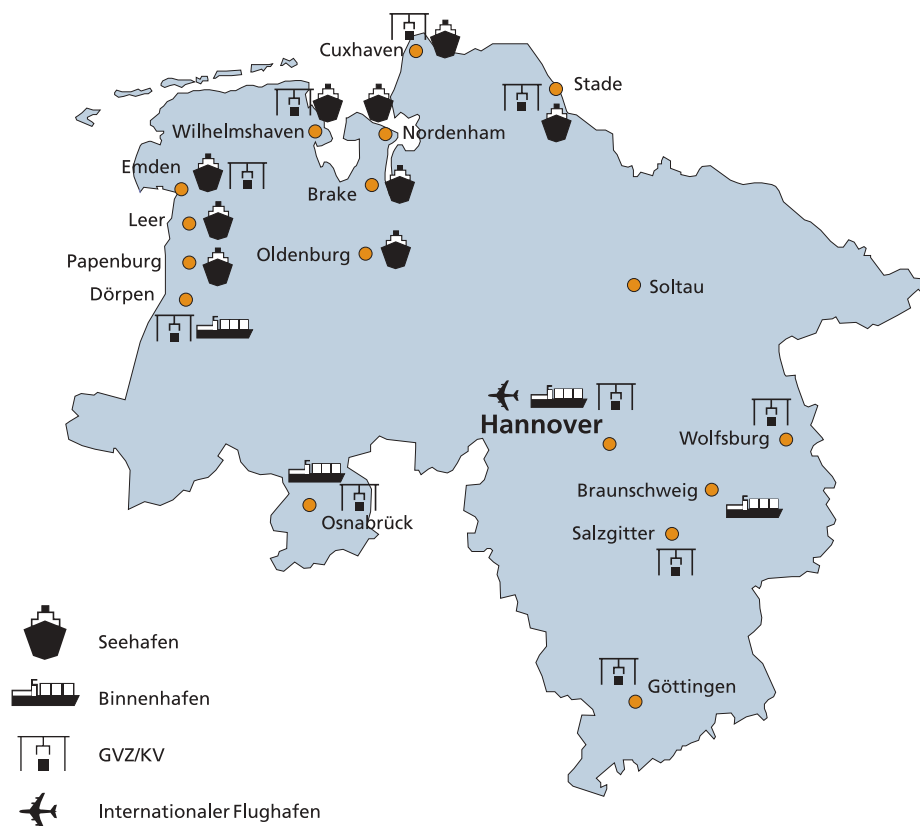 Cuxhaven
Stade
Wilhelmshaven
Nordenham
Emden
Brake
Leer
Oldenburg
Papenburg
Dörpen
Soltau
Hannover
Wolfsburg
Braunschweig
Osnabrück
Salzgitter
Göttingen
Seehafen
Binnenhafen
GVZ/KV
Internationaler Flughafen